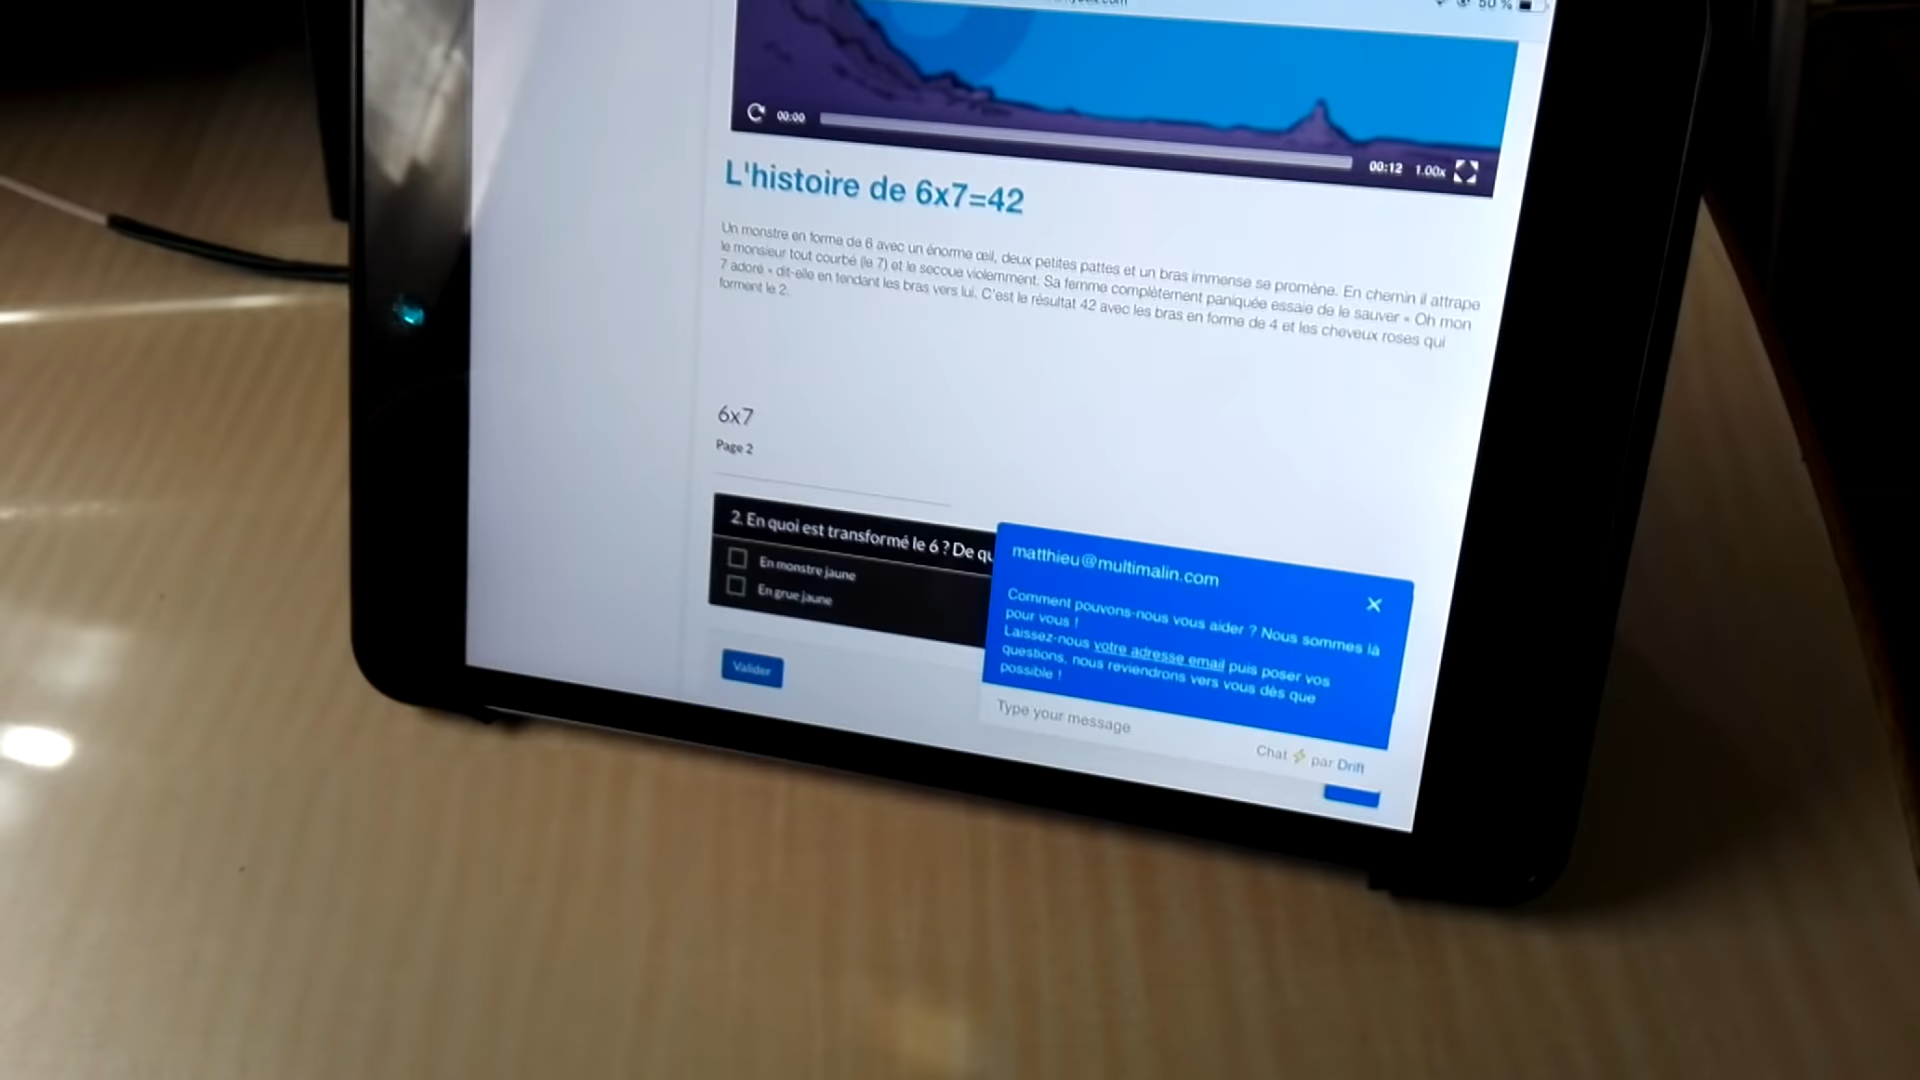 50 %
00:00
00:12 1.00x
L'histoire de 6x7=42
Un monstre en forme de 6 avec un énorme œil, deux petites pattes et un bras immense se promène. En chemin il attrape
le monsieur tout courbé (le 7) et le secoue violemment. Sa femme complètement paniquée essaie de le sauver « Oh mon
7 adoré » dit-elle en tendant les bras vers lui. C'est le résultat 42 avec les bras en forme de 4 et les cheveux roses qui
forment le 2.
6x7
Page 2
2. En quoi est transformé le 6 ? De qu
En monstre jaune
En grue jaune
Valider
matthieu@multimalin.com
Comment pouvons-nous vous aider ? Nous sommes là
pour vous !
Laissez-nous votre adresse email puis poser vos
questions, nous reviendrons vers vous dès que
possible !
Type your message
Chat ⚡ par Drift